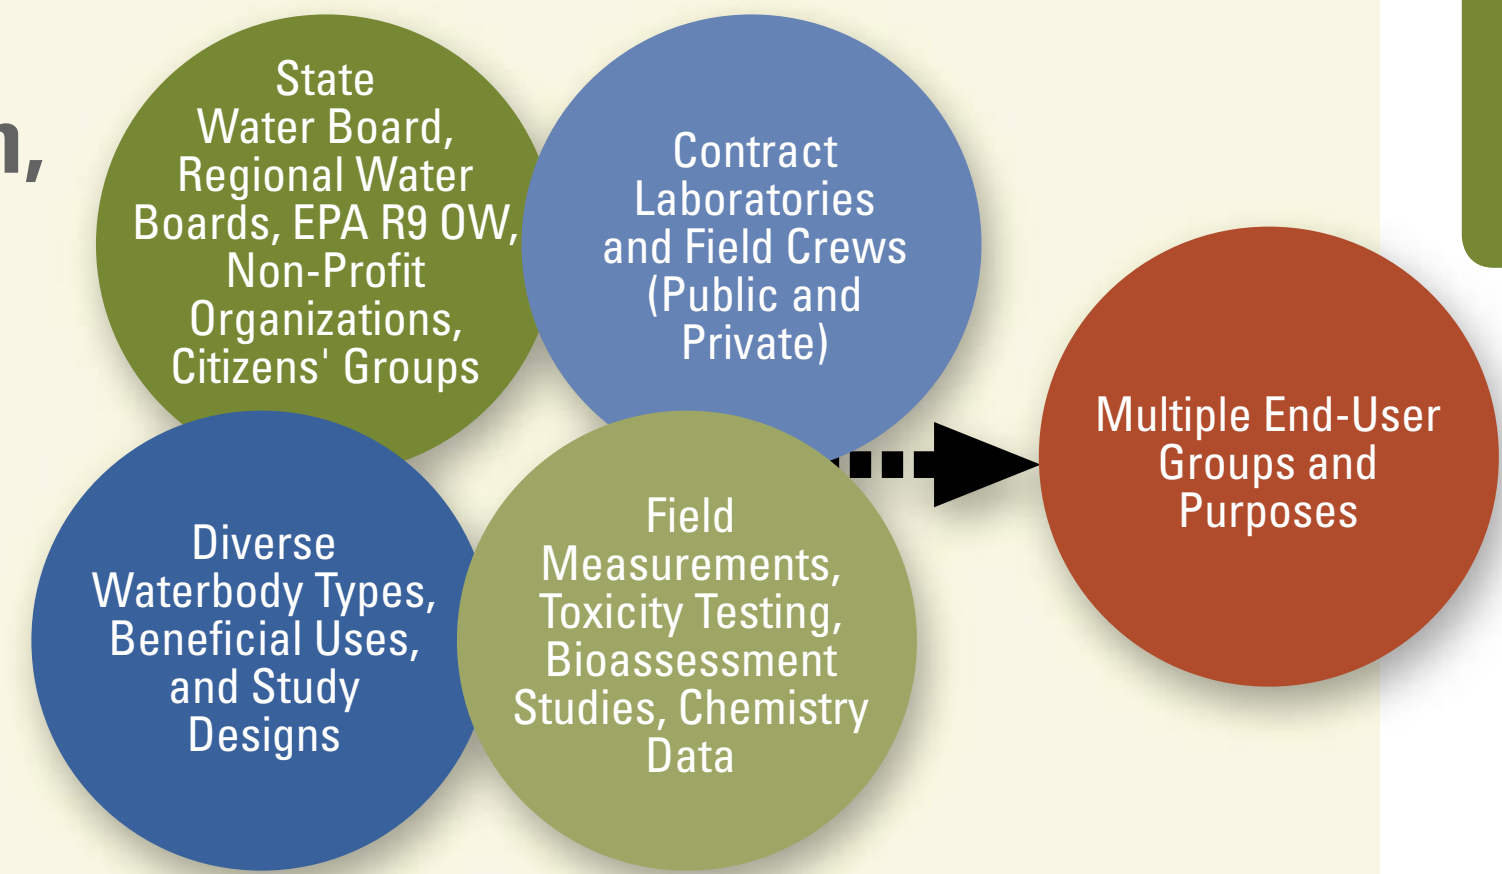 State
Water Board,
Regional Water
Boards, EPA R9 OW,
Non-Profit
Organizations,
Citizens' Groups
Contract
Laboratories
and Field Crews
(Public and
Private)
Diverse
Waterbody Types,
Beneficial Uses,
and Study
Designs
Field
Measurements,
Toxicity Testing,
Bioassessment
Studies, Chemistry
Data
Multiple End-User
Groups and
Purposes